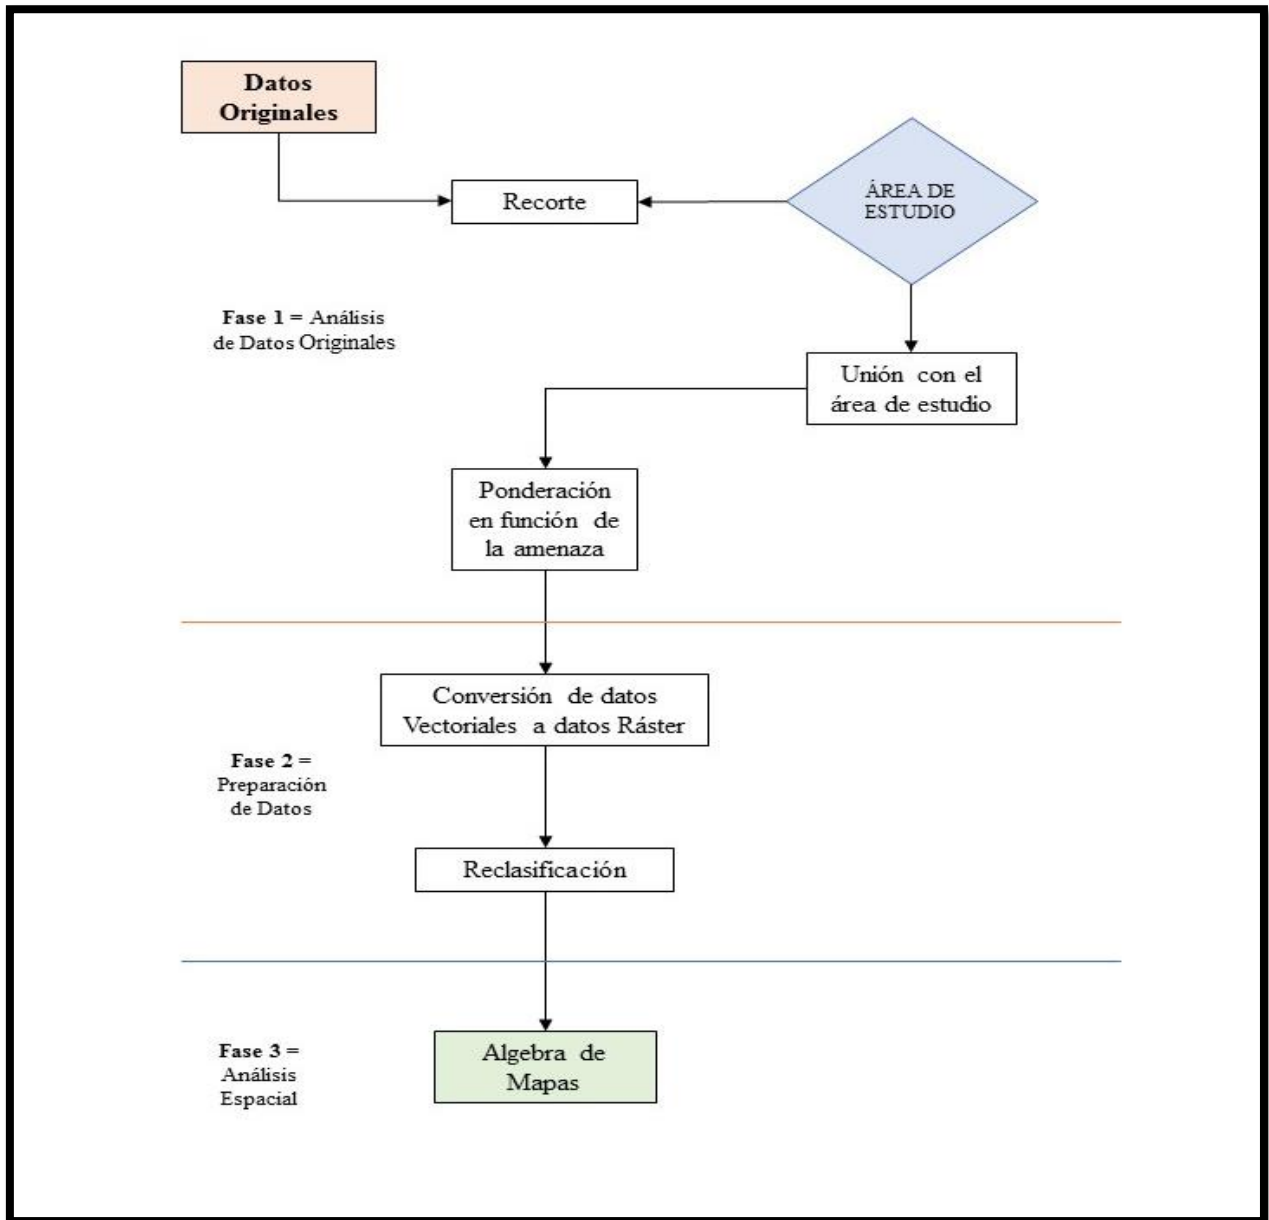 Datos
Originales
Recorte
ÁREA DE
ESTUDIO
Fase 1 = Análisis
de Datos Originales
Unión con el
área de estudio
Ponderación
en función de
la amenaza
Conversión de datos
Vectoriales a datos Ráster
Fase 2 =
Preparación
de Datos
Reclasificación
Fase 3 =
Análisis
Espacial
Algebra de
Mapas